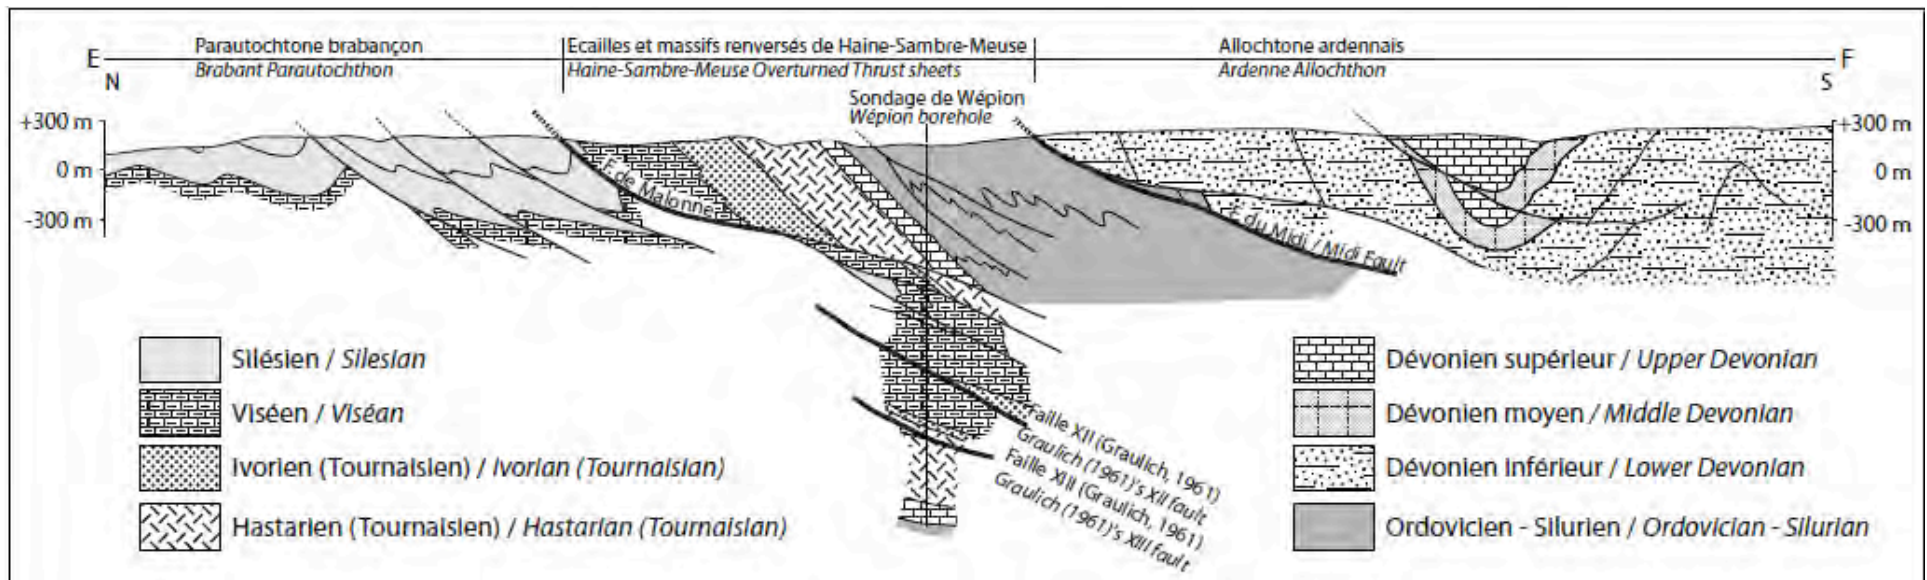 Parautochtone brabançon
Brabant Parautochthon
Ecailles et massifs renversés de Haine-Sambre-Meuse
Haine-Sambre-Meuse Overturned Thrust sheets
Allochtone ardennais
Ardenne Allochthon
E
N
F
S
Sondage de Wépion
Wépion borehole
+300 m
0 m
-300 m
+300 m
0 m
-300 m
F. de Malonne
F. du Midi / Midi Fault
Faille XII (Graulich, 1961)
Graulich (1961)'s XII fault
Faille XIII (Graulich, 1961)
Graulich (1961)'s XIII fault
Silésien / Silesian
Viséen / Viséan
Ivorien (Tournaisien) / Ivorian (Tournaisian)
Hastarien (Tournaisien) / Hastarian (Tournaisian)
Dévonien supérieur / Upper Devonian
Dévonien moyen / Middle Devonian
Dévonien inférieur / Lower Devonian
Ordovicien - Silurien / Ordovician - Silurian